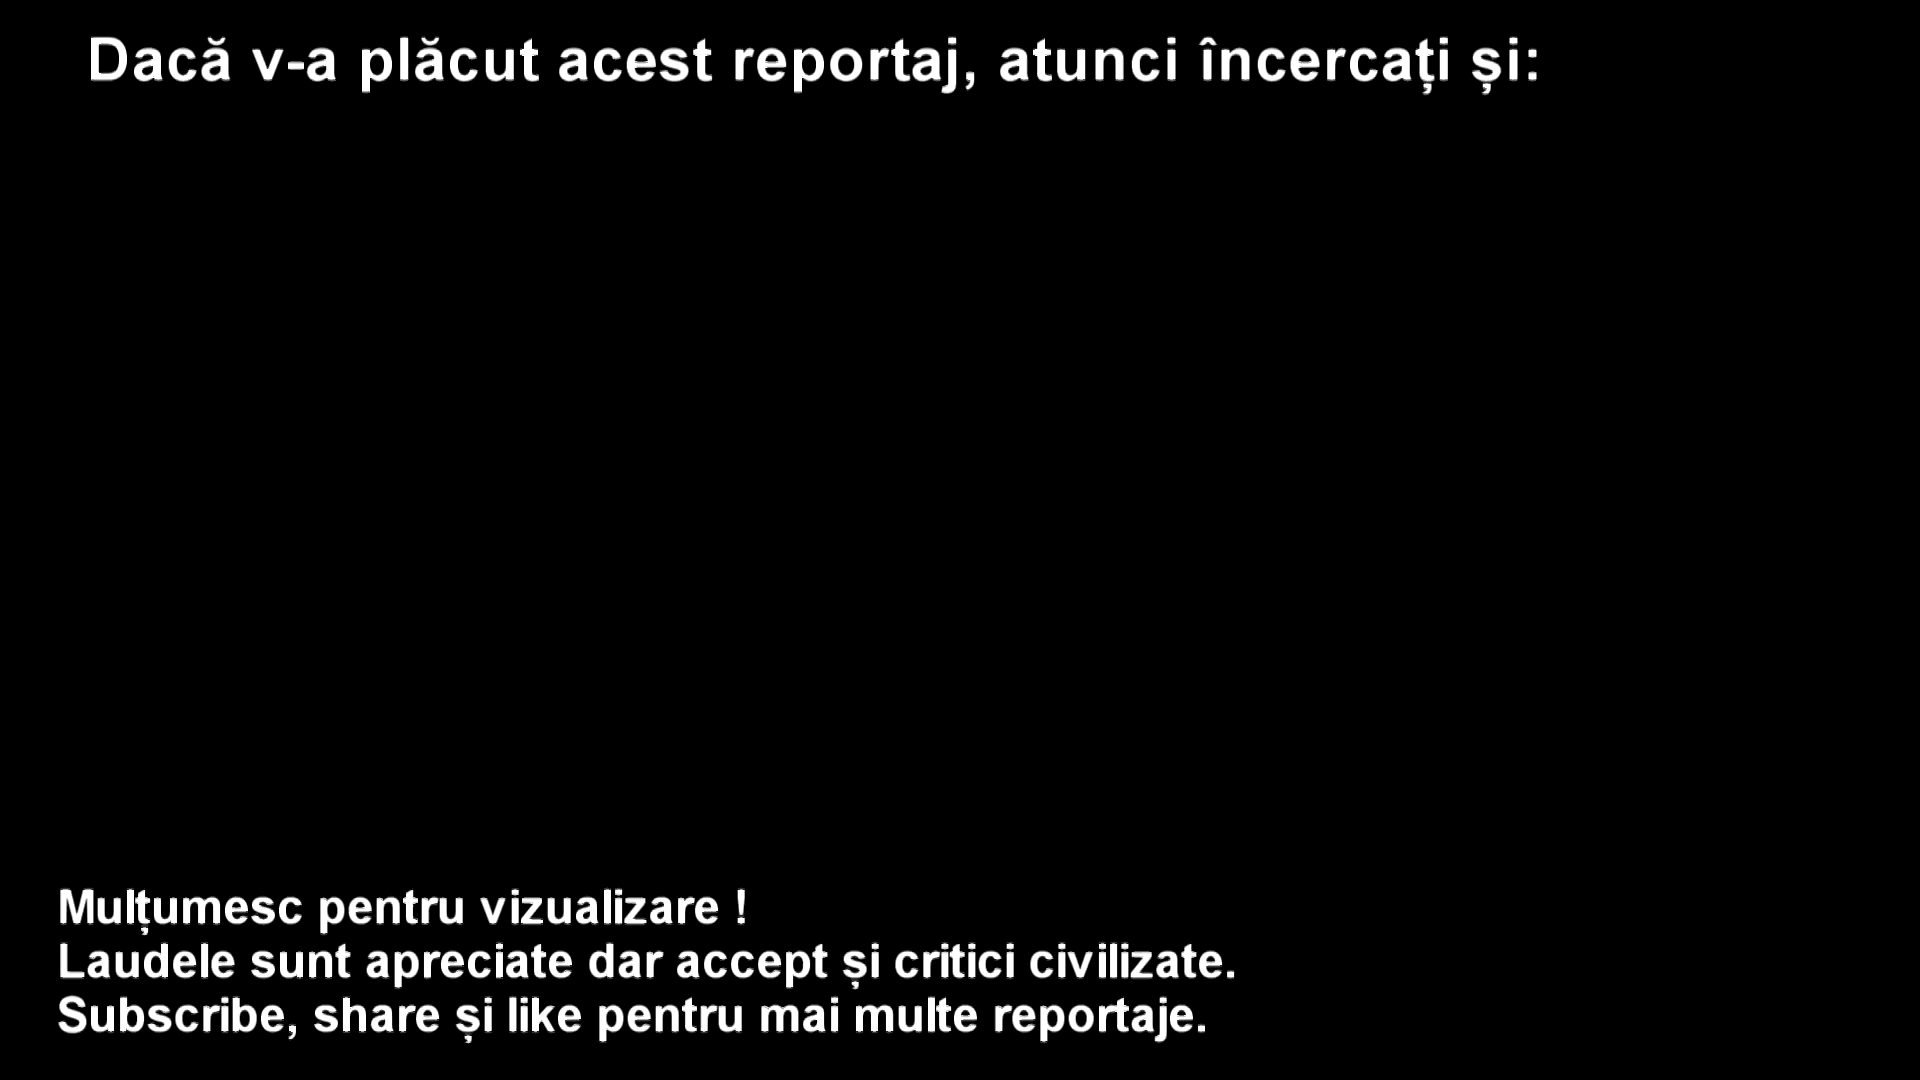 Dacă v-a plăcut acest reportaj, atunci încercați și:
Mulțumesc pentru vizualizare !
Laudele sunt apreciate dar accept și critici civilizate.
Subscribe, share și like pentru mai multe reportaje.